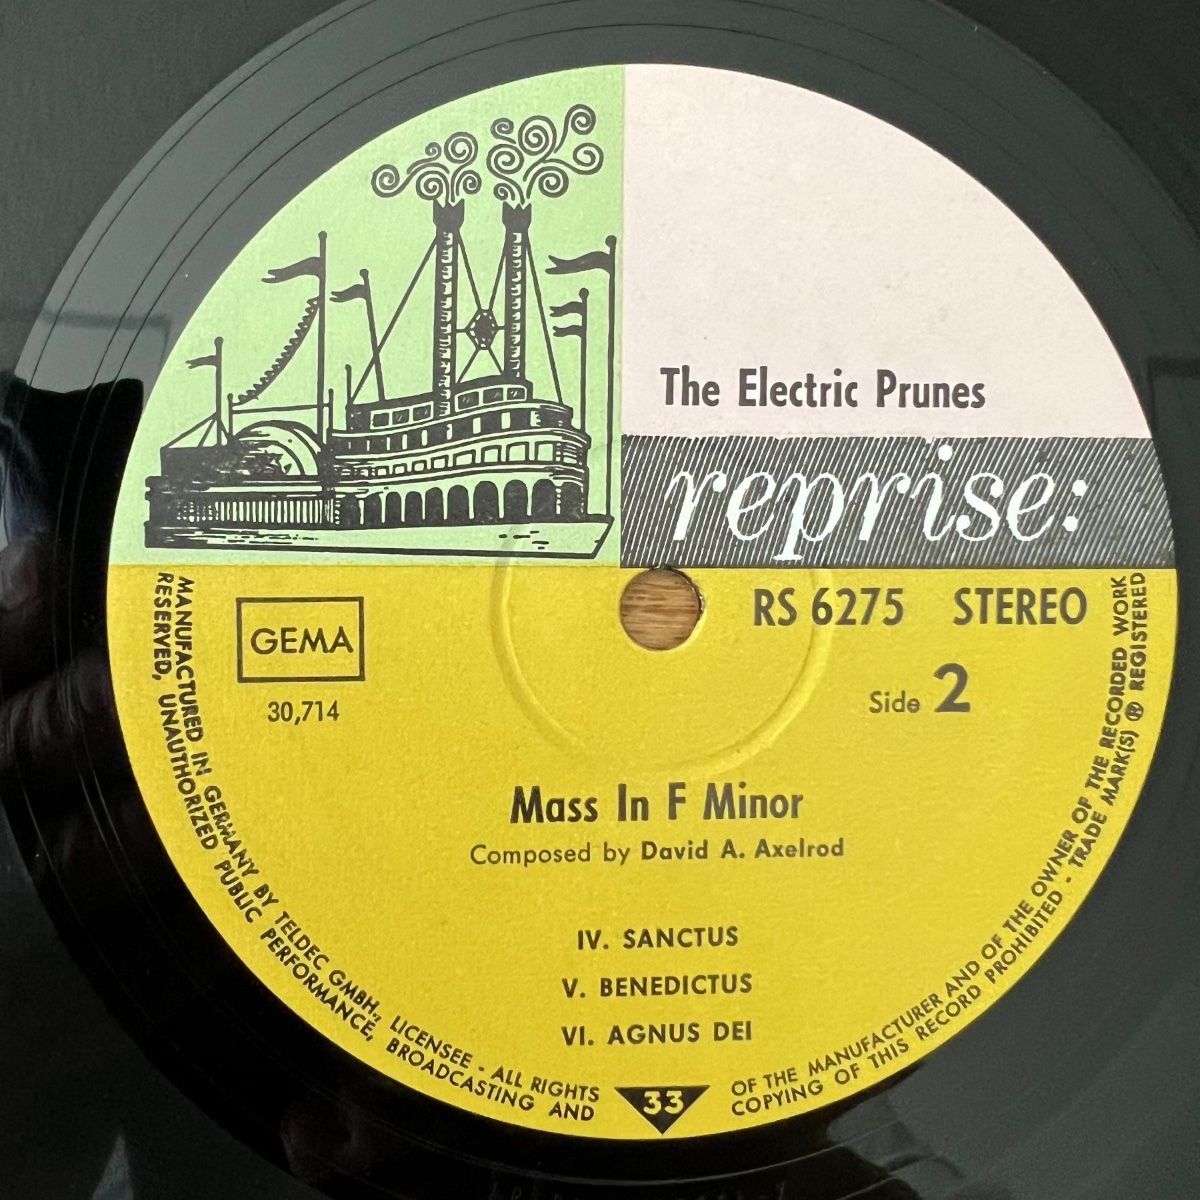 The Electric Prunes
reprise:
GEMA
30,714
RS 6275 STEREO
Side 2
Mass In F Minor
Composed by David A. Axelrod
IV. SANCTUS
V. BENEDICTUS
VI. AGNUS DEI
33
MANUFACTURED IN GERMANY BY TELDEC GMBH., LICENSEE - ALL RIGHTS OF THE MANUFACTURER AND OF THE OWNER OF THE RECORDED WORK
RESERVED, UNAUTHORIZED PUBLIC PERFORMANCE, BROADCASTING AND COPYING OF THIS RECORD PROHIBITED - TRADE MARK(S) ® REGISTERED